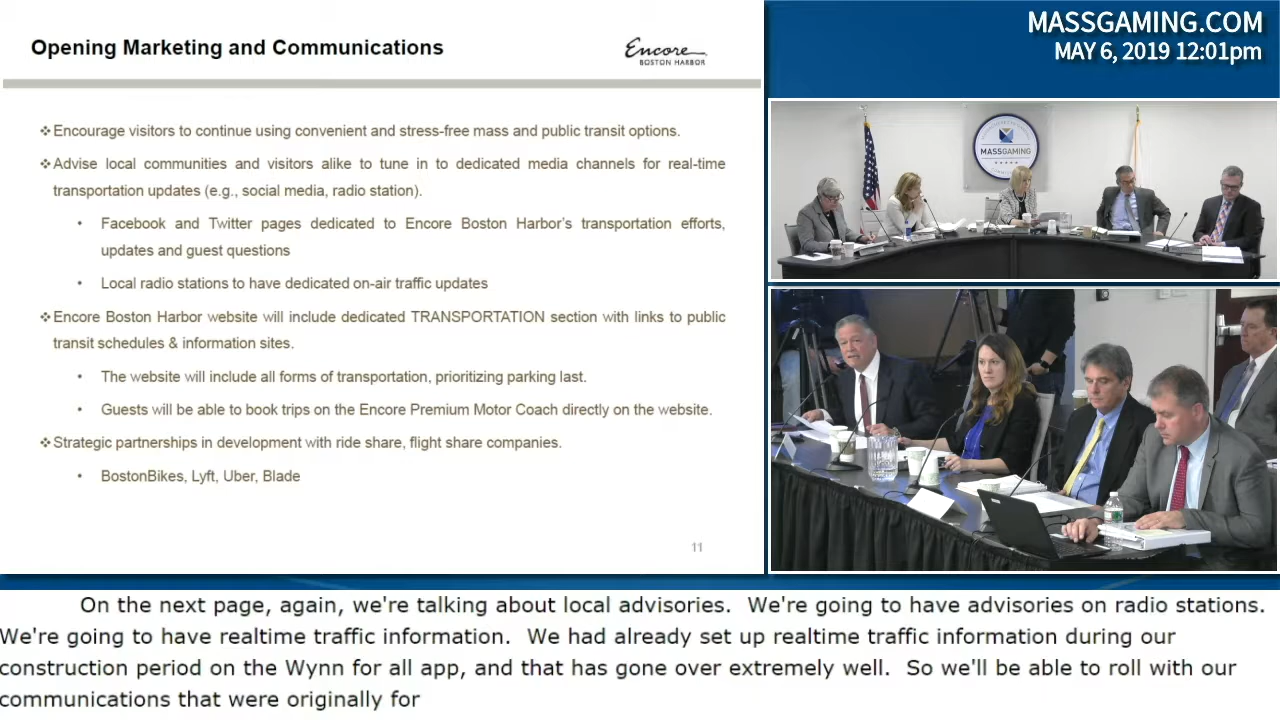 Opening Marketing and Communications
Encore
BOSTON HARBOR
❖Encourage visitors to continue using convenient and stress-free mass and public transit options.
❖Advise local communities and visitors alike to tune in to dedicated media channels for real-time
transportation updates (e.g., social media, radio station).
• Facebook and Twitter pages dedicated to Encore Boston Harbor's transportation efforts,
updates and guest questions
• Local radio stations to have dedicated on-air traffic updates
❖Encore Boston Harbor website will include dedicated TRANSPORTATION section with links to public
transit schedules & information sites.
• The website will include all forms of transportation, prioritizing parking last.
• Guests will be able to book trips on the Encore Premium Motor Coach directly on the website.
❖Strategic partnerships in development with ride share, flight share companies.
• BostonBikes, Lyft, Uber, Blade
11
MASSGAMING.COM
MAY 6, 2019 12:01pm
MASSGAMING
On the next page, again, we're talking about local advisories. We're going to have advisories on radio stations.
We're going to have realtime traffic information. We had already set up realtime traffic information during our
construction period on the Wynn for all app, and that has gone over extremely well. So we'll be able to roll with our
communications that were originally for